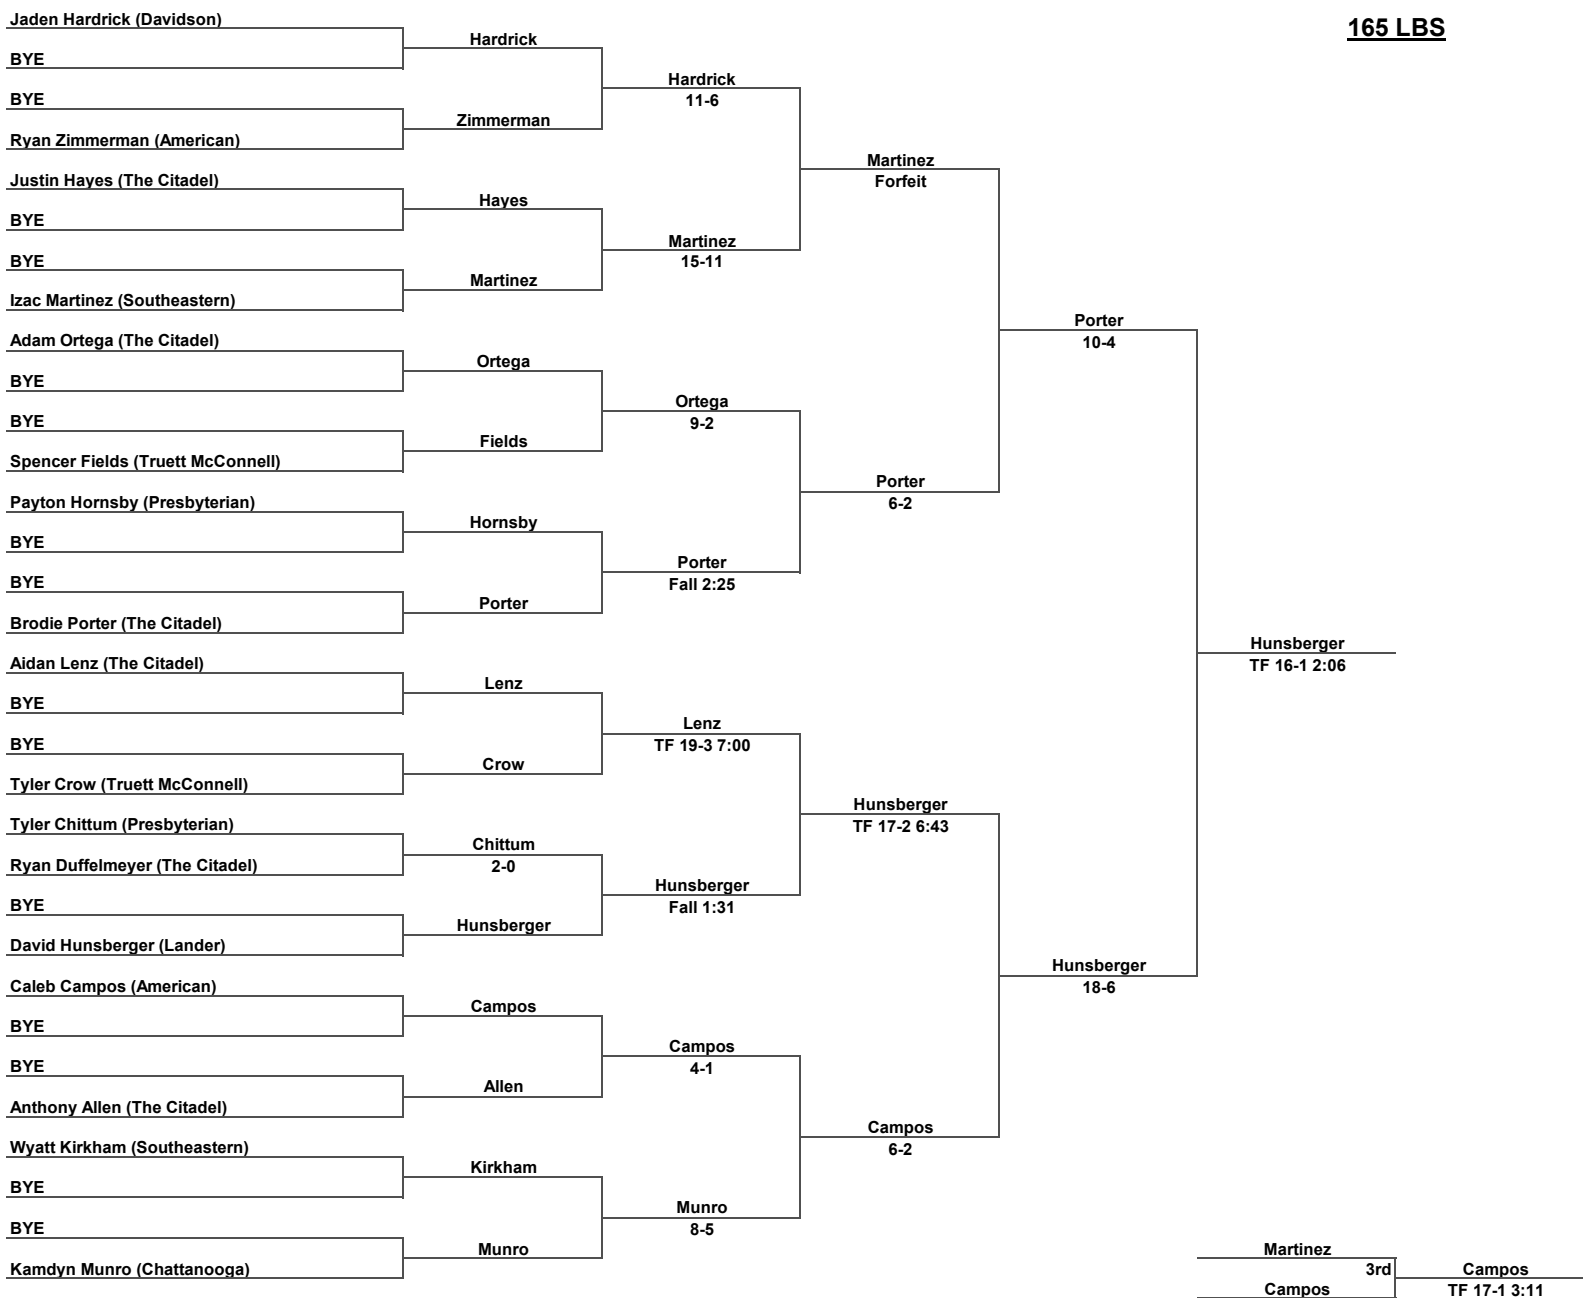 165 LBS
Jaden Hardrick (Davidson)
BYE
BYE
Ryan Zimmerman (American)
Justin Hayes (The Citadel)
BYE
BYE
Izac Martinez (Southeastern)
Adam Ortega (The Citadel)
BYE
BYE
Spencer Fields (Truett McConnell)
Payton Hornsby (Presbyterian)
BYE
BYE
Brodie Porter (The Citadel)
Aidan Lenz (The Citadel)
BYE
BYE
Tyler Crow (Truett McConnell)
Tyler Chittum (Presbyterian)
Ryan Duffelmeyer (The Citadel)
BYE
David Hunsberger (Lander)
Caleb Campos (American)
BYE
BYE
Anthony Allen (The Citadel)
Wyatt Kirkham (Southeastern)
BYE
BYE
Kamdyn Munro (Chattanooga)
Hardrick
Zimmerman
Hayes
Martinez
Ortega
Fields
Hornsby
Porter
Lenz
Crow
Chittum
2-0
Hunsberger
Campos
Allen
Kirkham
Munro
Hardrick
11-6
Martinez
15-11
Ortega
9-2
Porter
Fall 2:25
Lenz
TF 19-3 7:00
Hunsberger
Fall 1:31
Campos
4-1
Munro
8-5
Martinez
Forfeit
Porter
6-2
Hunsberger
TF 17-2 6:43
Campos
6-2
Porter
10-4
Hunsberger
18-6
Hunsberger
TF 16-1 2:06
Martinez
3rd
Campos
Campos
TF 17-1 3:11